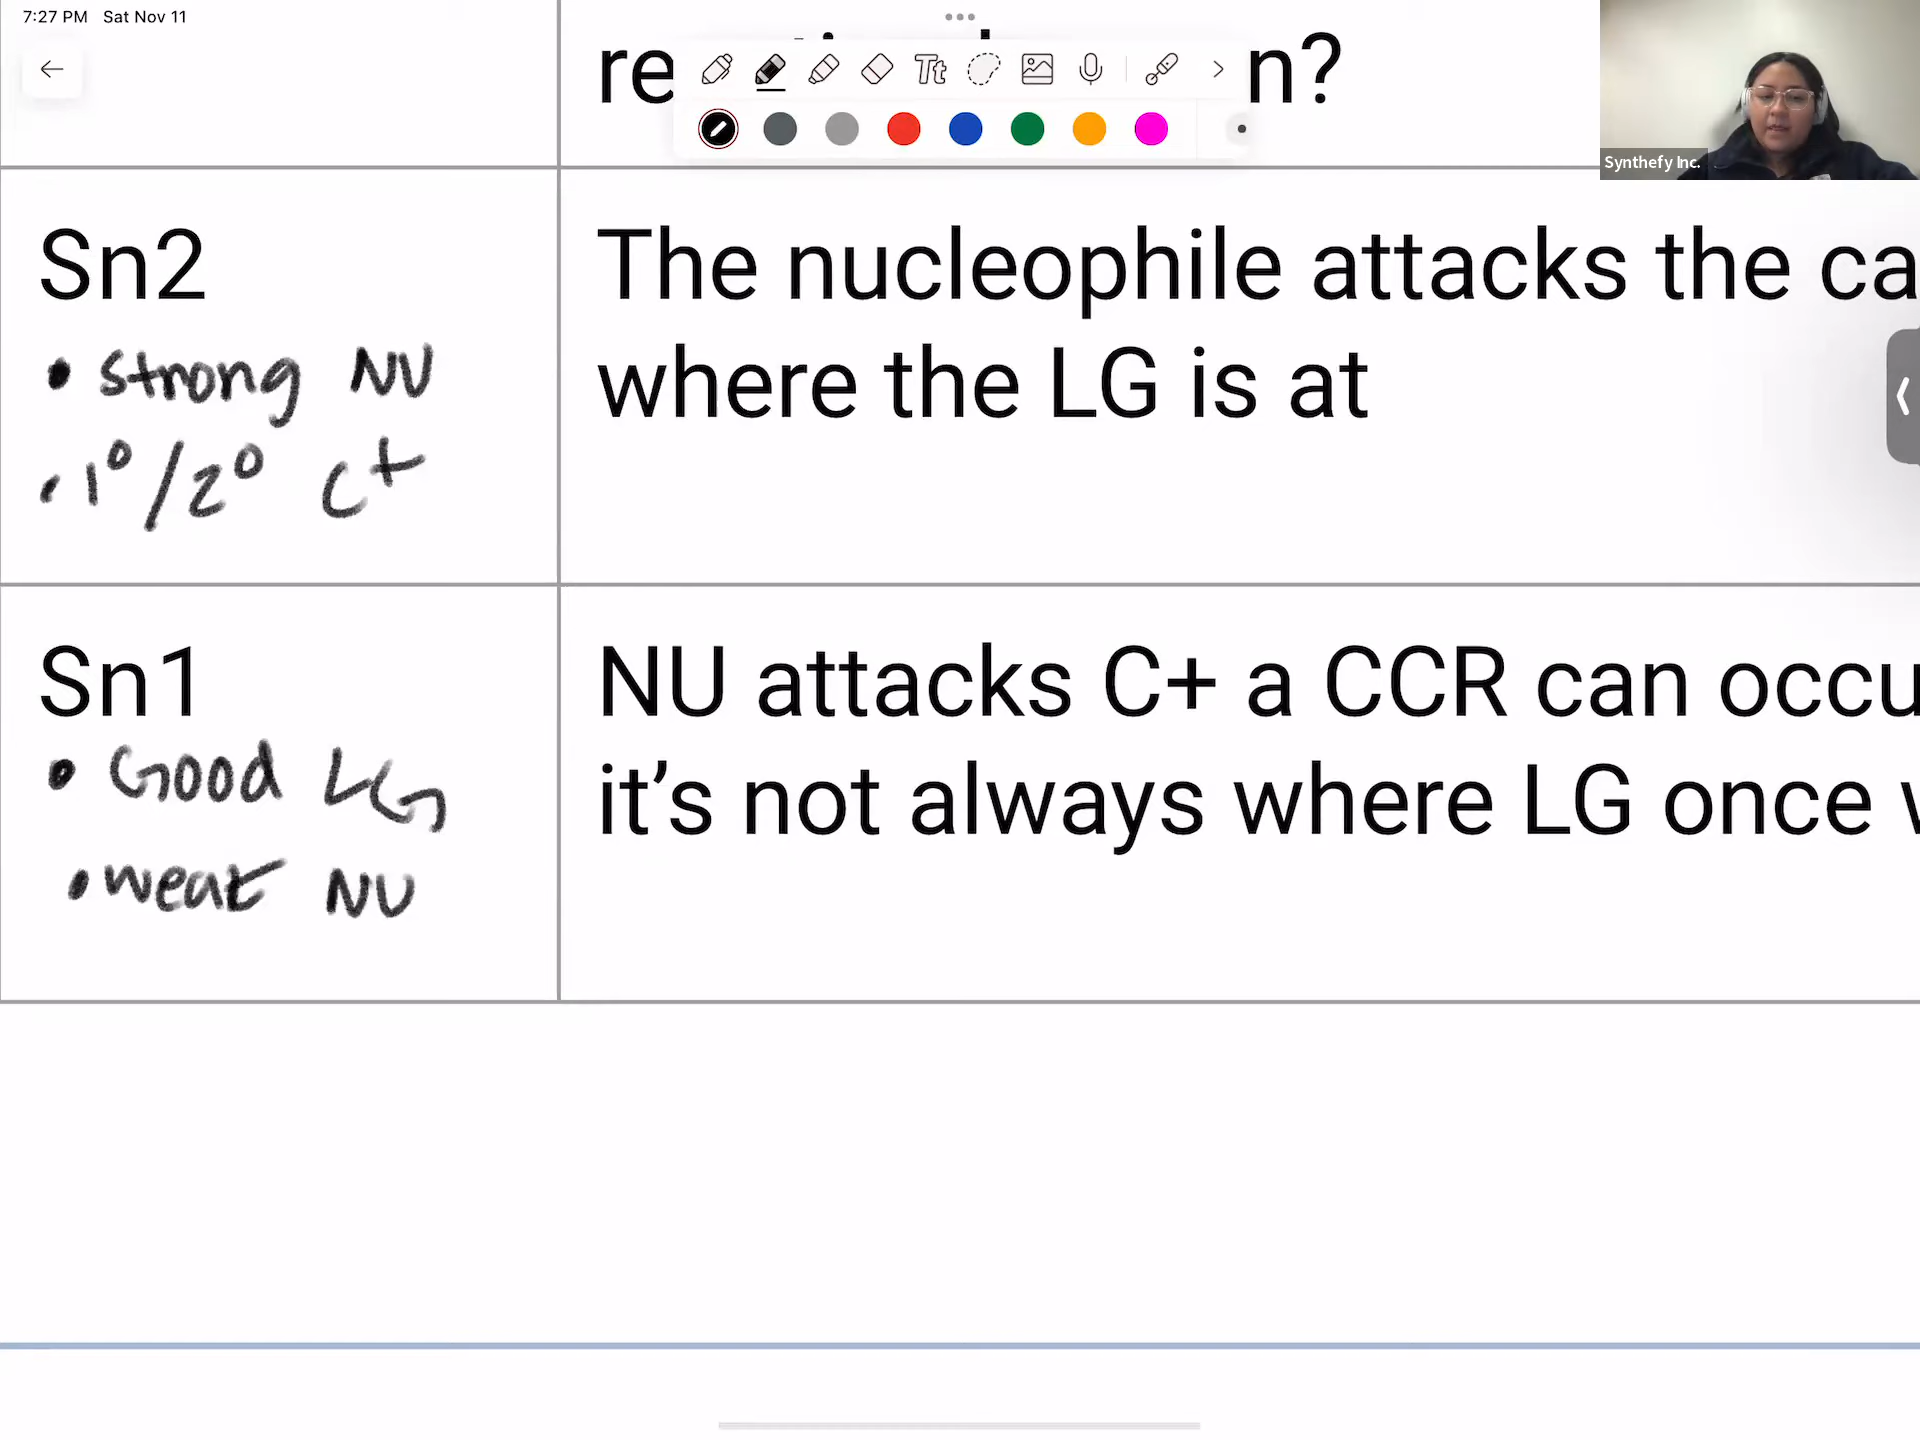 7:27 PM Sat Nov 11
re n?
Tt
Synthefy Inc.
Sn2
• strong NU
• 1°/2° C+
The nucleophile attacks the ca
where the LG is at
Sn1
• Good LG
• weak NU
NU attacks C+ a CCR can occu
it’s not always where LG once w